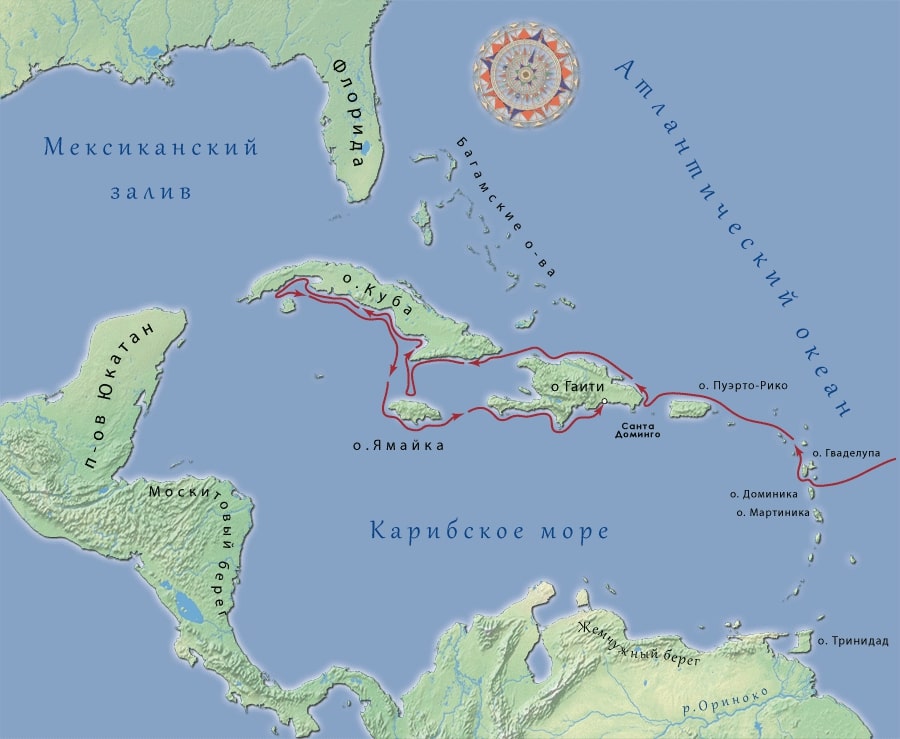 Флорида
Атлантический океан
Мексиканский
залив
Багамские о-ва
о.Куба
п-ов Юкатан
о Гаити
о. Пуэрто-Рико
Санта
Доминго
о.Ямайка
о. Гваделупа
Москитовый берег
о. Доминика
о. Мартиника
Карибское море
Жемчужный берег
о. Тринидад
р.Ориноко